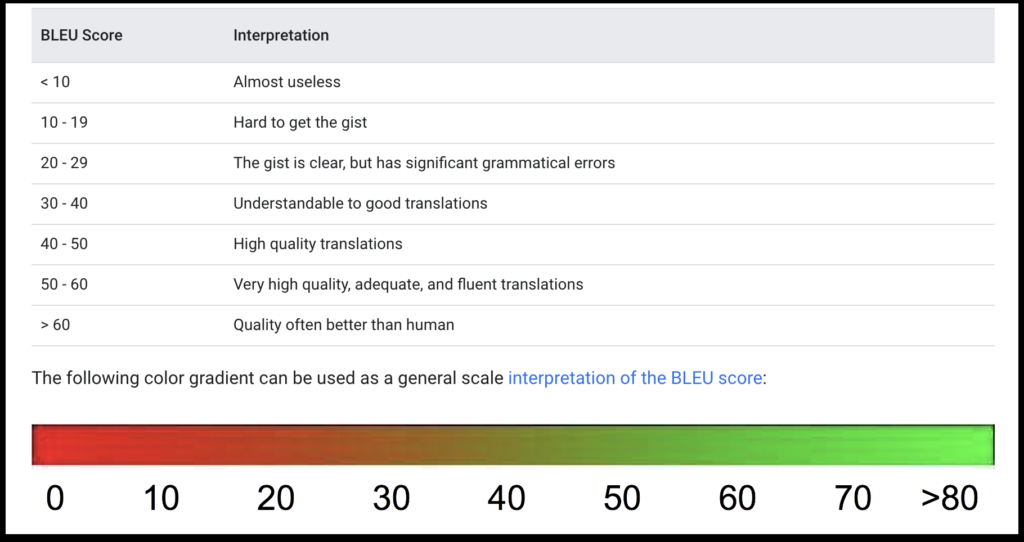 BLEU Score Interpretation
< 10 Almost useless
10 - 19 Hard to get the gist
20 - 29 The gist is clear, but has significant grammatical errors
30 - 40 Understandable to good translations
40 - 50 High quality translations
50 - 60 Very high quality, adequate, and fluent translations
> 60 Quality often better than human
The following color gradient can be used as a general scale interpretation of the BLEU score:
0 10 20 30 40 50 60 70 >80